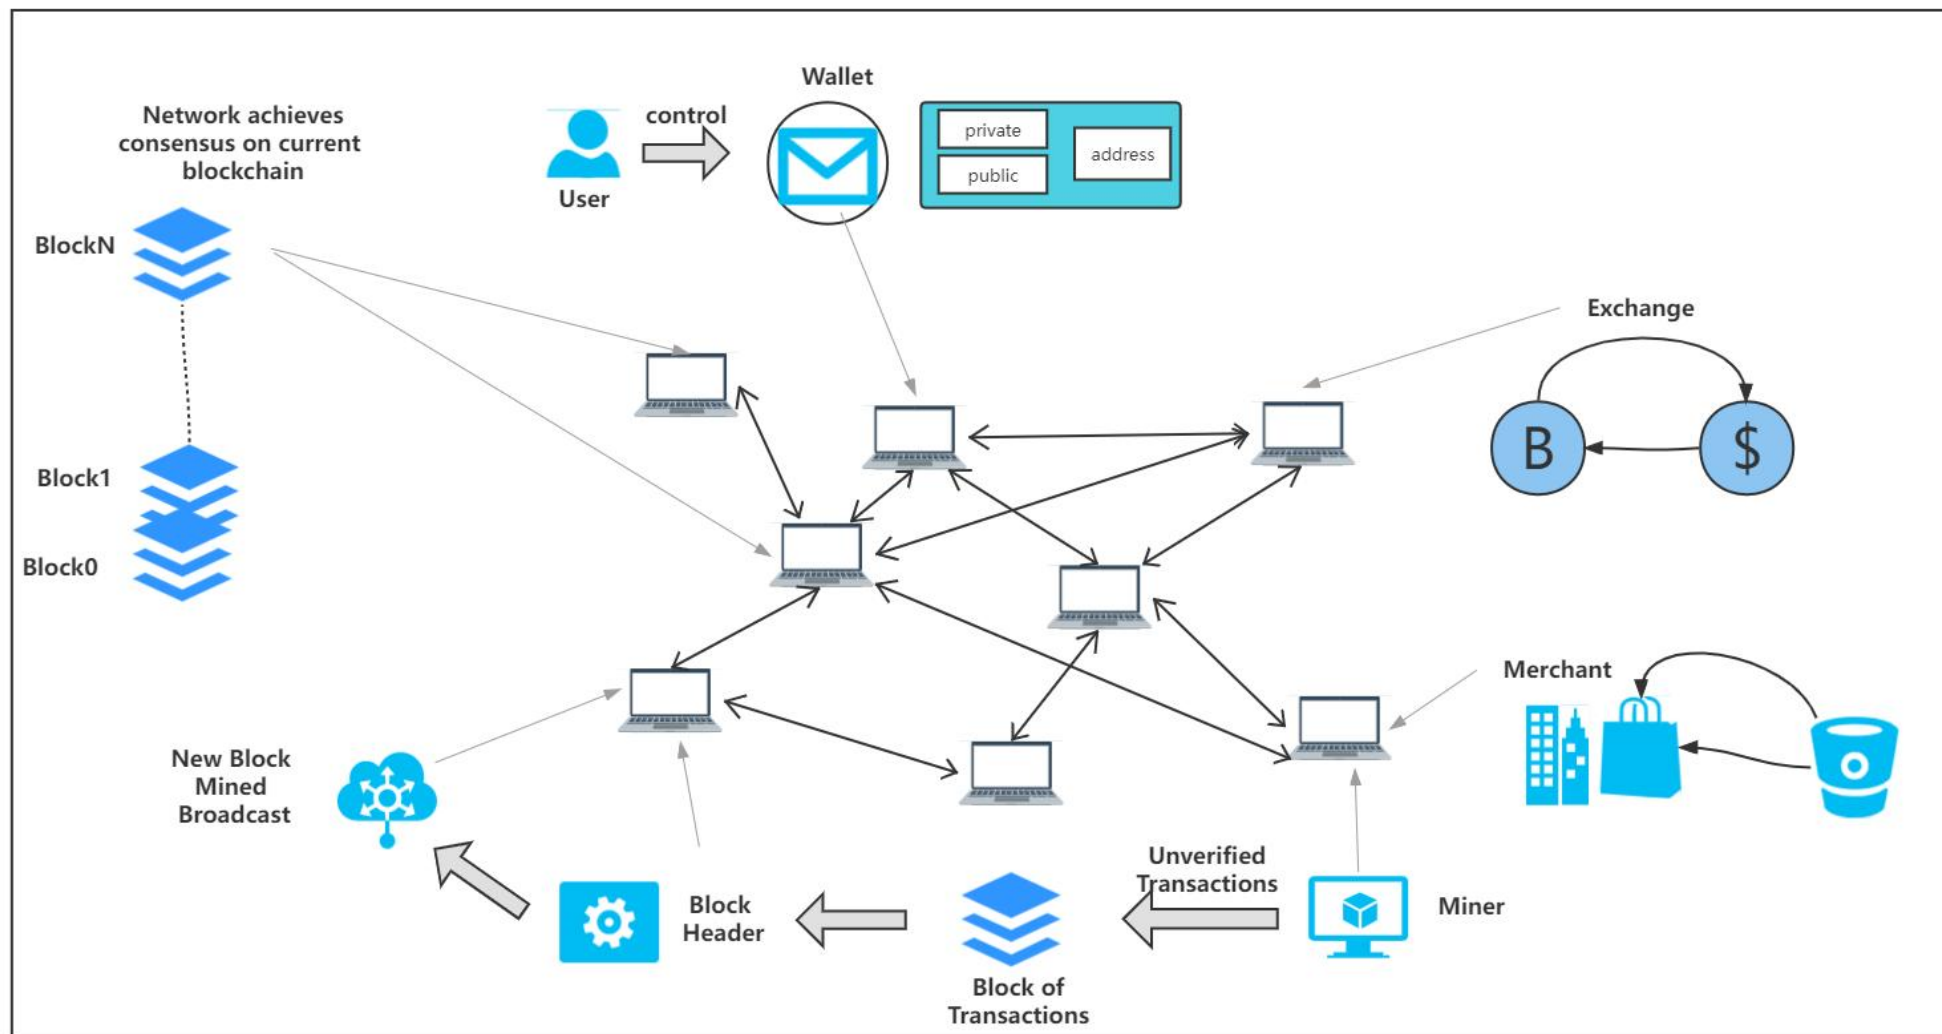 Wallet
Network achieves
consensus on current
blockchain
control
private
public
address
User
BlockN
Exchange
B
$
Block1
Block0
Merchant
New Block
Mined
Broadcast
Unverified
Transactions
Block
Header
Miner
Block of
Transactions